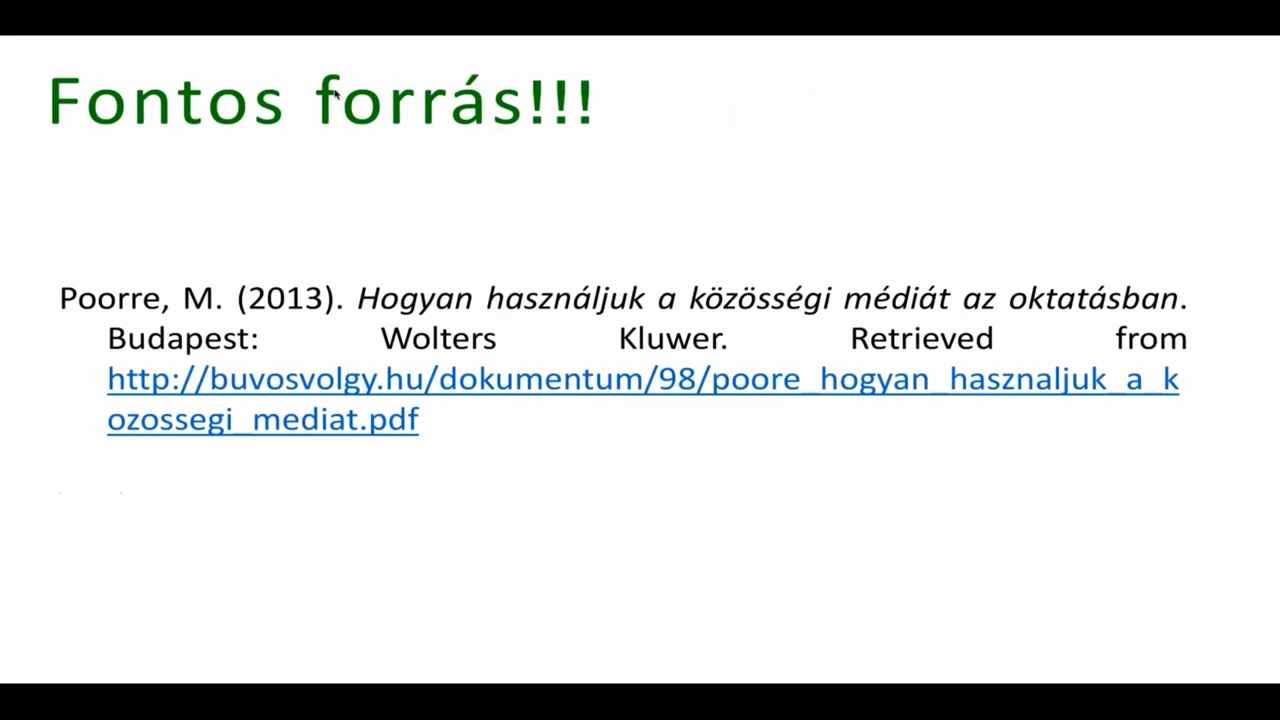 Fontos forrás!!!
Poorre, M. (2013). Hogyan használjuk a közösségi médiát az oktatásban.
Budapest: Wolters Kluwer. Retrieved from
http://buvosvolgy.hu/dokumentum/98/poore_hogyan_hasznaljuk_a_k
ozossegi_mediat.pdf